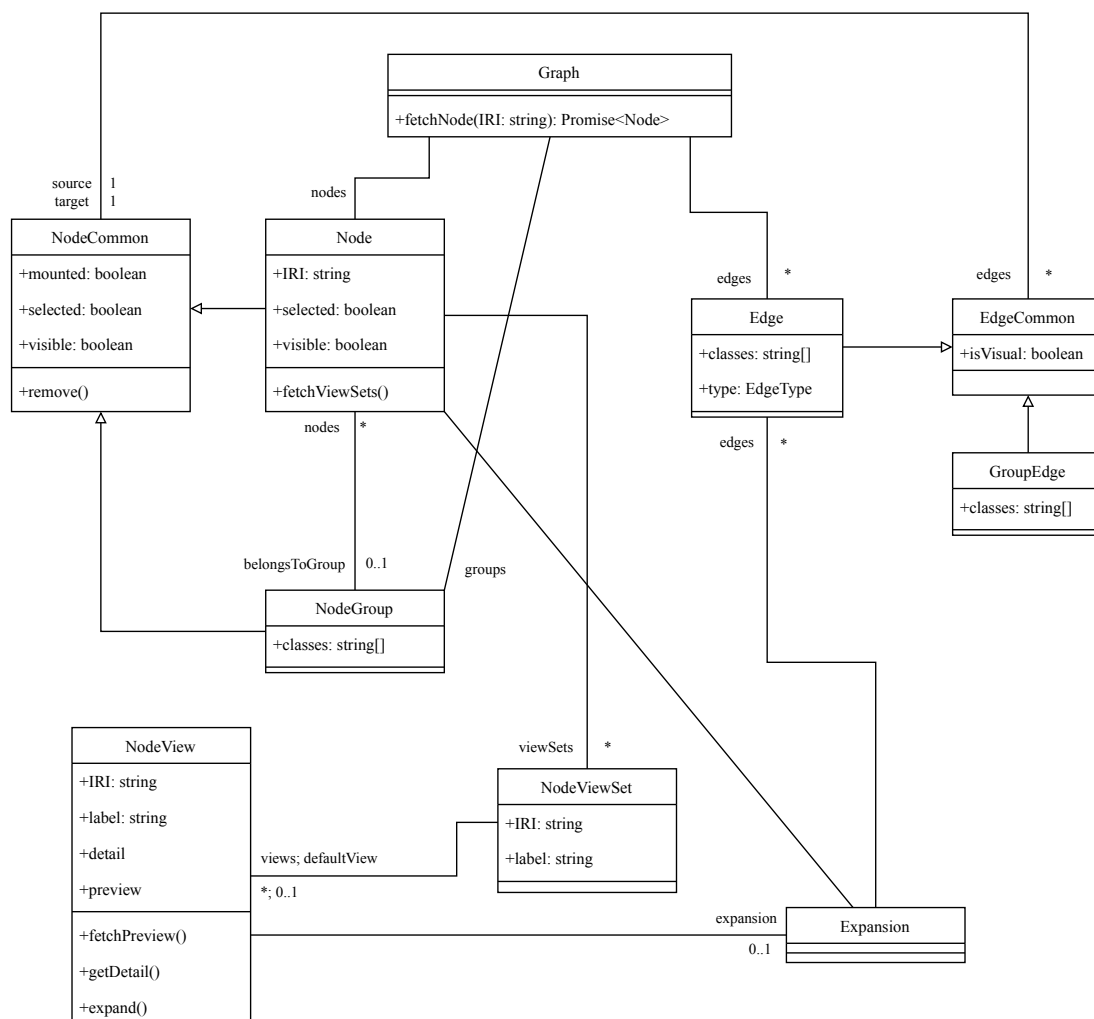 Graph
+fetchNode(IRI: string): Promise<Node>
source 1
target 1
nodes
NodeCommon
+mounted: boolean
+selected: boolean
+visible: boolean
+remove()
Node
+IRI: string
+selected: boolean
+visible: boolean
+fetchViewSets()
edges *
Edge
+classes: string[]
+type: EdgeType
edges *
EdgeCommon
+isVisual: boolean
nodes *
edges *
GroupEdge
+classes: string[]
belongsToGroup 0..1
groups
NodeGroup
+classes: string[]
viewSets *
NodeView
+IRI: string
+label: string
+detail
+preview
+fetchPreview()
+getDetail()
+expand()
NodeViewSet
+IRI: string
+label: string
views; defaultView
*; 0..1
expansion
0..1
Expansion